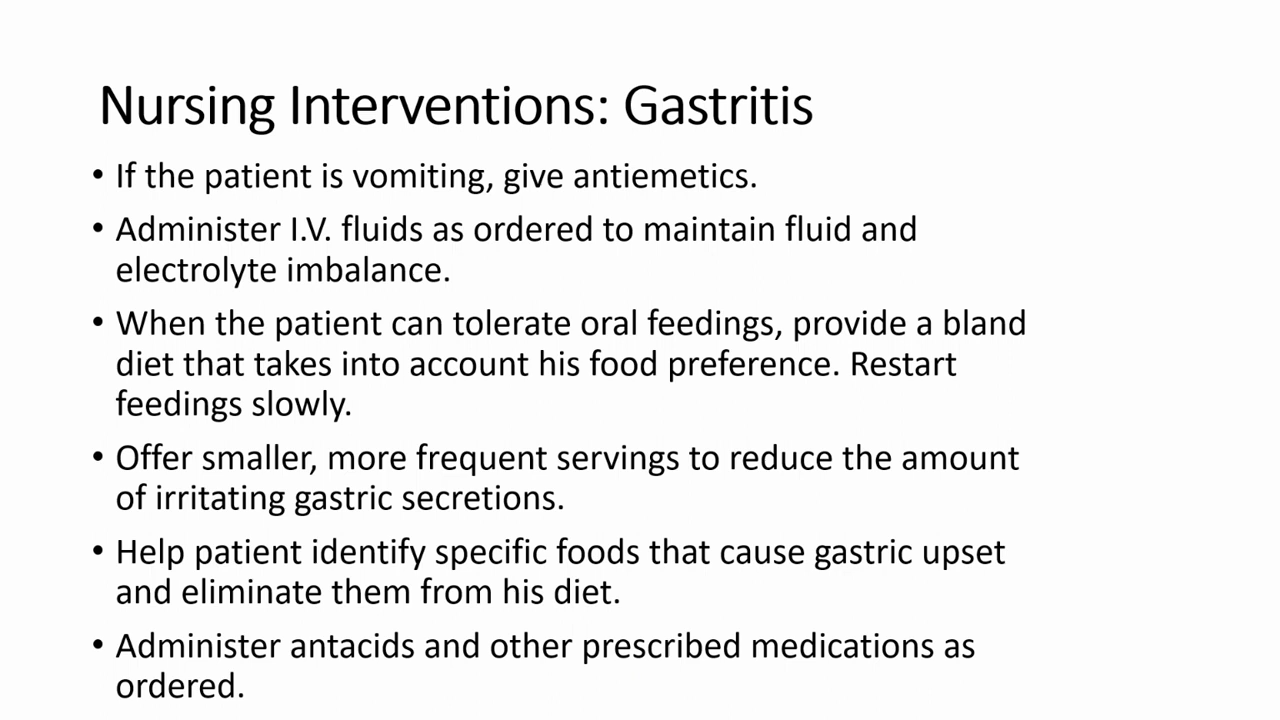 Nursing Interventions: Gastritis
• If the patient is vomiting, give antiemetics.
• Administer I.V. fluids as ordered to maintain fluid and
electrolyte imbalance.
• When the patient can tolerate oral feedings, provide a bland
diet that takes into account his food preference. Restart
feedings slowly.
• Offer smaller, more frequent servings to reduce the amount
of irritating gastric secretions.
• Help patient identify specific foods that cause gastric upset
and eliminate them from his diet.
• Administer antacids and other prescribed medications as
ordered.